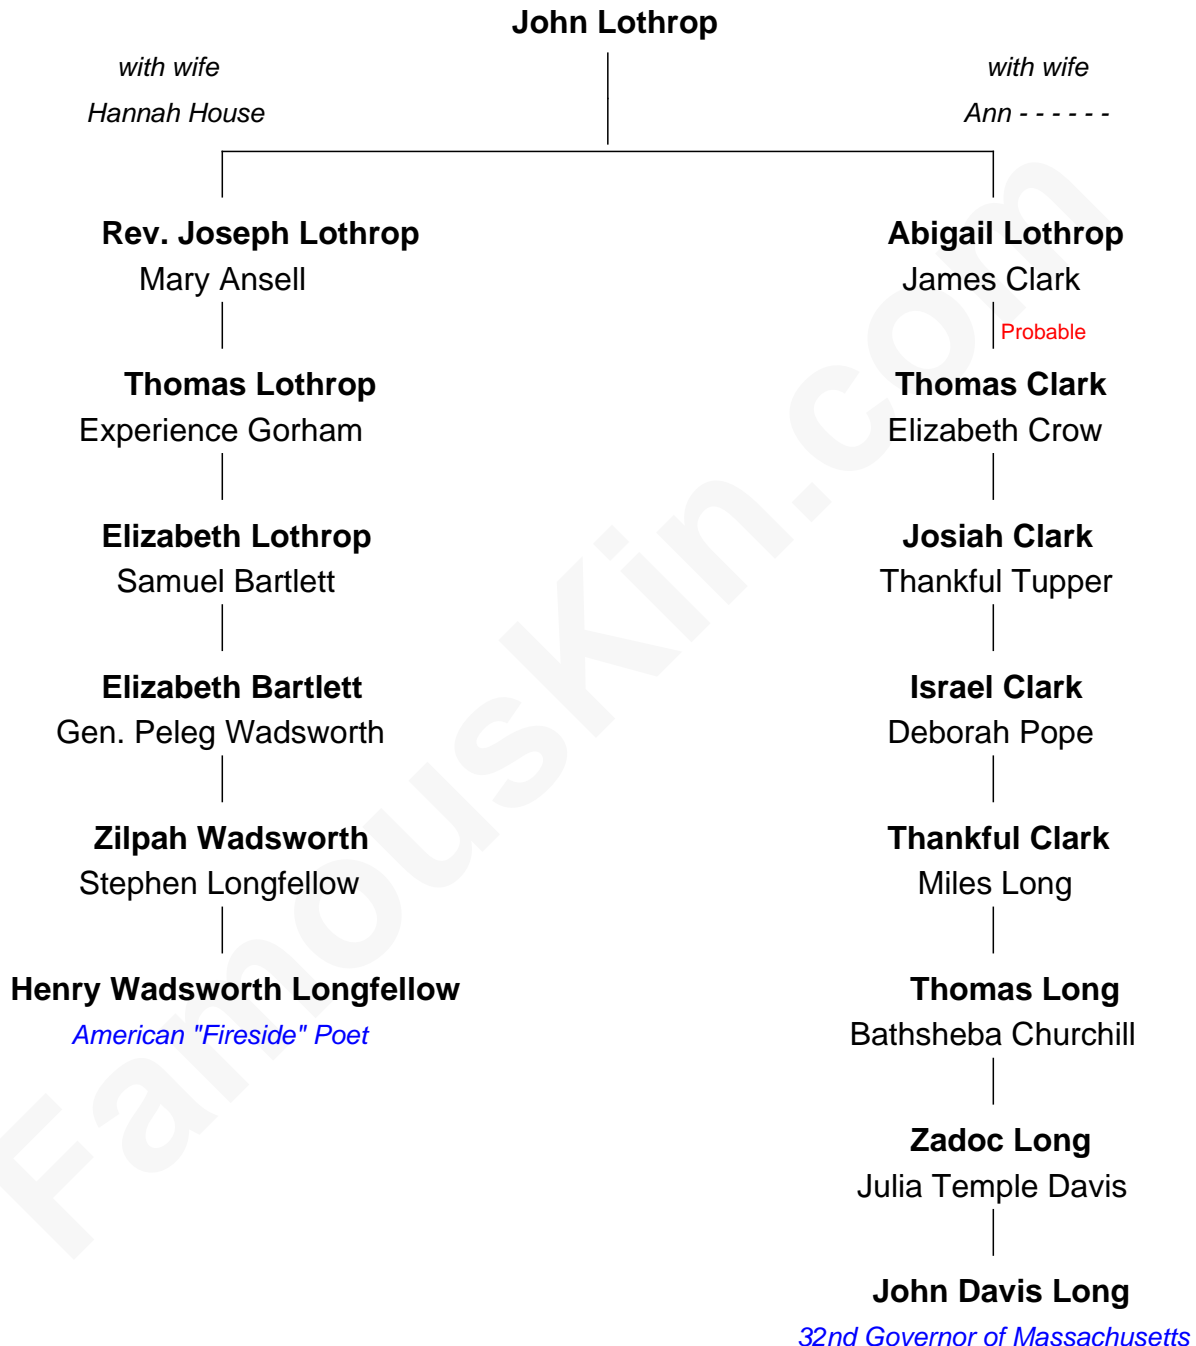 John Lothrop
with wife
Hannah House
with wife
Ann - - - - - -
Rev. Joseph Lothrop
Mary Ansell
Abigail Lothrop
James Clark
Probable
Thomas Lothrop
Experience Gorham
Thomas Clark
Elizabeth Crow
Elizabeth Lothrop
Samuel Bartlett
Josiah Clark
Thankful Tupper
Elizabeth Bartlett
Gen. Peleg Wadsworth
Israel Clark
Deborah Pope
Zilpah Wadsworth
Stephen Longfellow
Thankful Clark
Miles Long
Henry Wadsworth Longfellow
American "Fireside" Poet
Thomas Long
Bathsheba Churchill
Zadoc Long
Julia Temple Davis
John Davis Long
32nd Governor of Massachusetts
FamousKin.com